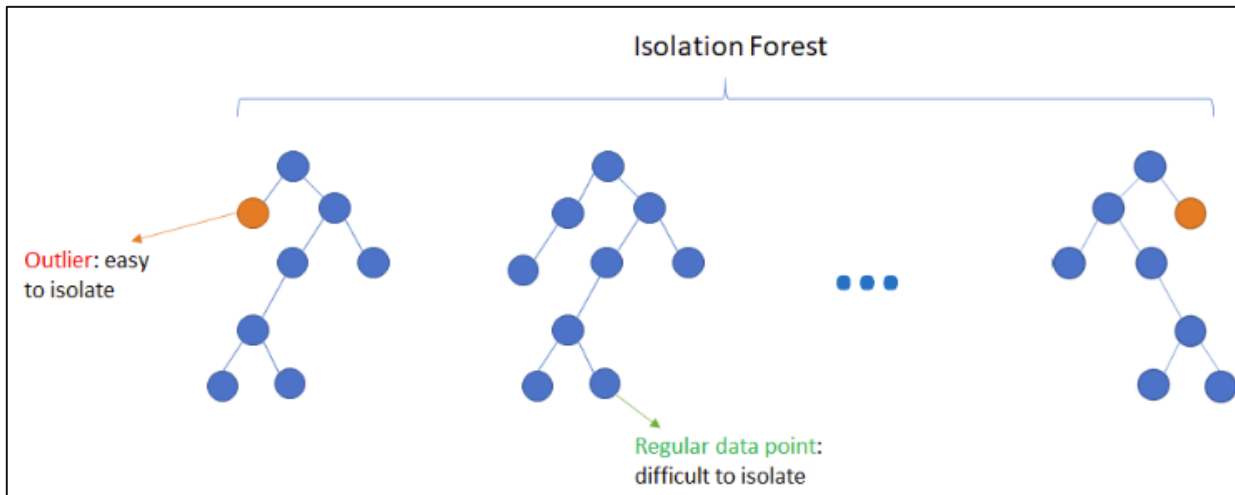 Isolation Forest
Outlier: easy
to isolate
Regular data point:
difficult to isolate